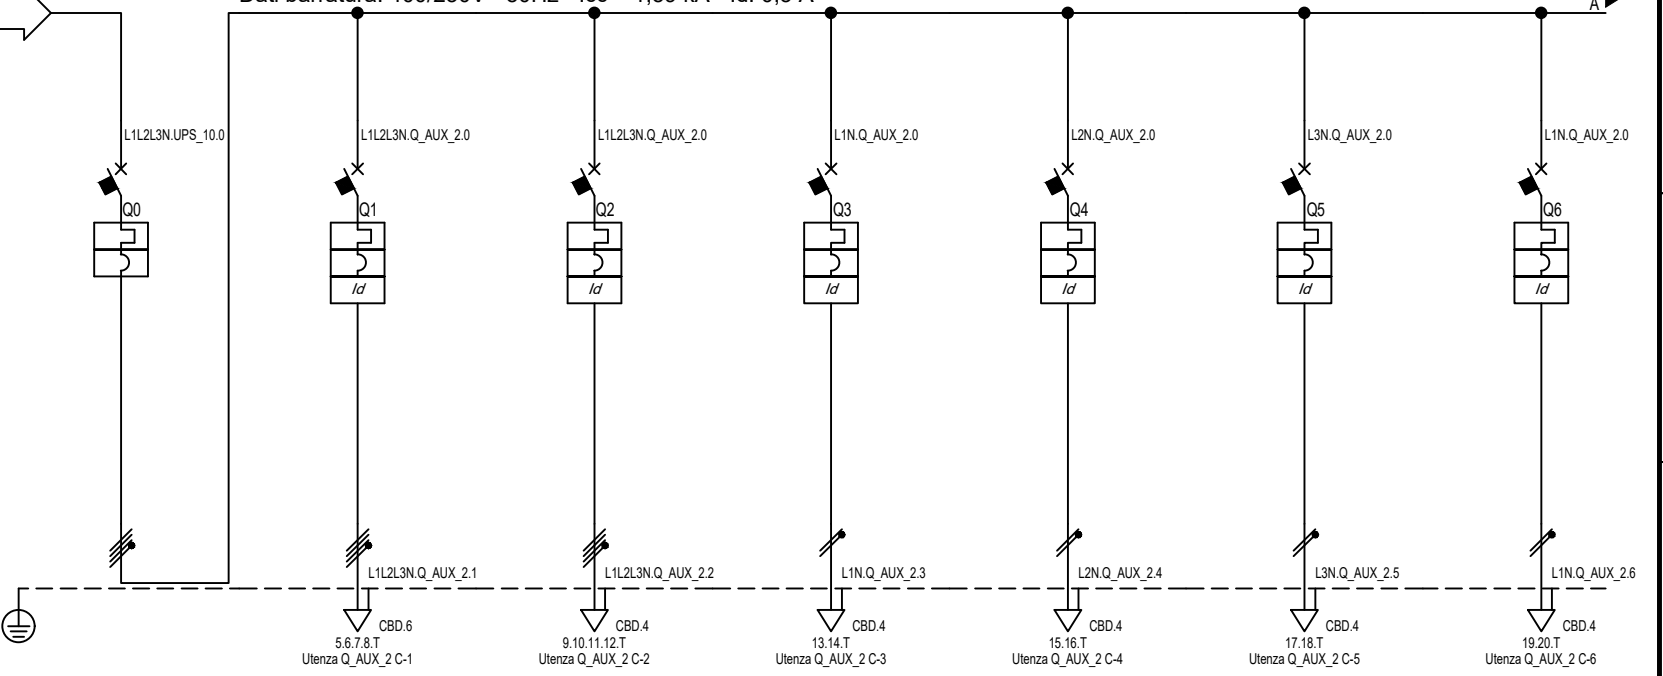 A
L1L2L3N.UPS_10.0
L1L2L3N.Q_AUX_2.0
L1L2L3N.Q_AUX_2.0
L1N.Q_AUX_2.0
L2N.Q_AUX_2.0
L3N.Q_AUX_2.0
L1N.Q_AUX_2.0
Q0
Q1
Q2
Q3
Q4
Q5
Q6
Id
Id
Id
Id
Id
Id
L1L2L3N.Q_AUX_2.1
L1L2L3N.Q_AUX_2.2
L1N.Q_AUX_2.3
L2N.Q_AUX_2.4
L3N.Q_AUX_2.5
L1N.Q_AUX_2.6
CBD.6
CBD.4
CBD.4
CBD.4
CBD.4
CBD.4
5.6.7.8.T
9.10.11.12.T
13.14.T
15.16.T
17.18.T
19.20.T
Utenza Q_AUX_2 C-1
Utenza Q_AUX_2 C-2
Utenza Q_AUX_2 C-3
Utenza Q_AUX_2 C-4
Utenza Q_AUX_2 C-5
Utenza Q_AUX_2 C-6